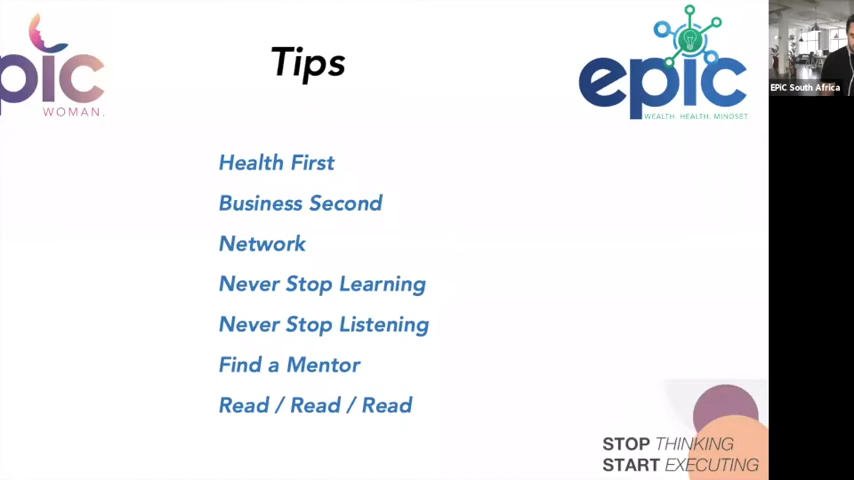 pic
WOMAN.
Tips
epic
WEALTH. HEALTH. MINDSET
EPiC South Africa
Health First
Business Second
Network
Never Stop Learning
Never Stop Listening
Find a Mentor
Read / Read / Read
STOP THINKING
START EXECUTING